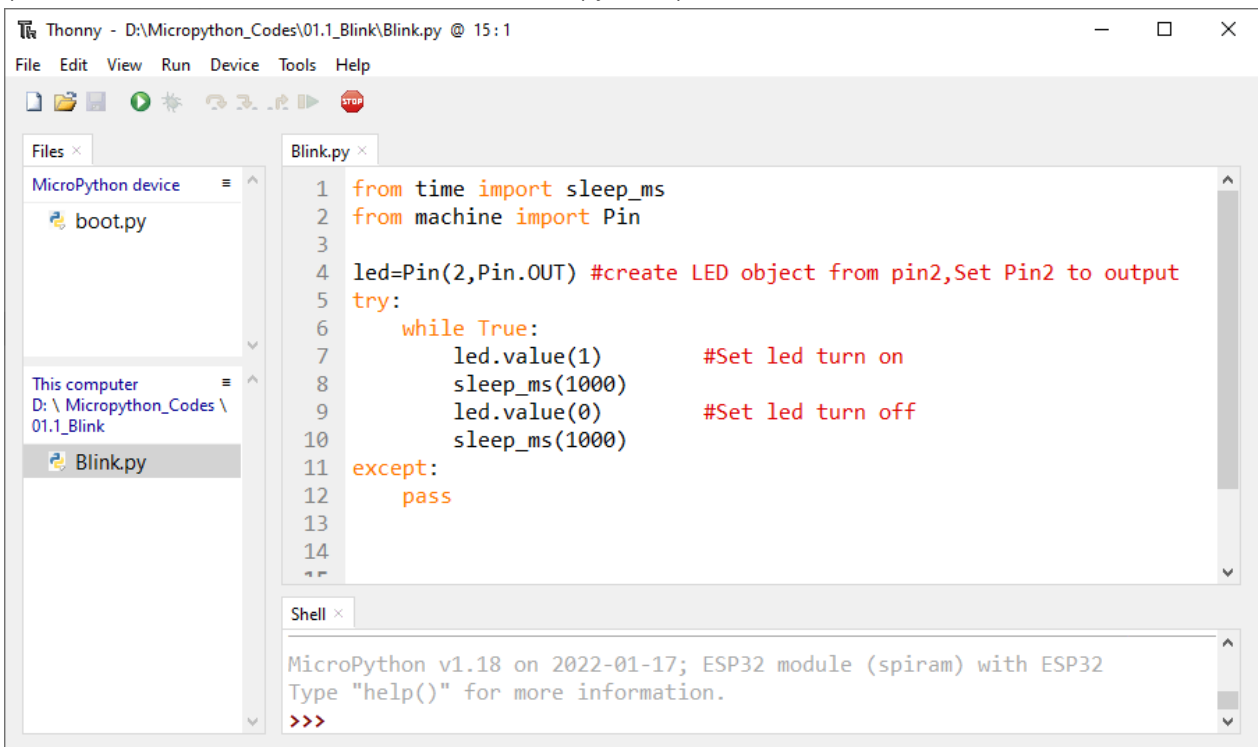 Thonny - D:\Micropython_Codes\01.1_Blink\Blink.py @ 15:1
File Edit View Run Device Tools Help
STOP
Files
MicroPython device
boot.py
This computer
D: \ Micropython_Codes \
01.1_Blink
Blink.py
Blink.py
1 from time import sleep_ms
2 from machine import Pin
3
4 led=Pin(2,Pin.OUT) #create LED object from pin2,Set Pin2 to output
5 try:
6     while True:
7         led.value(1)        #Set led turn on
8         sleep_ms(1000)
9         led.value(0)        #Set led turn off
10         sleep_ms(1000)
11 except:
12     pass
13
14
Shell
MicroPython v1.18 on 2022-01-17; ESP32 module (spiram) with ESP32
Type "help()" for more information.
>>>